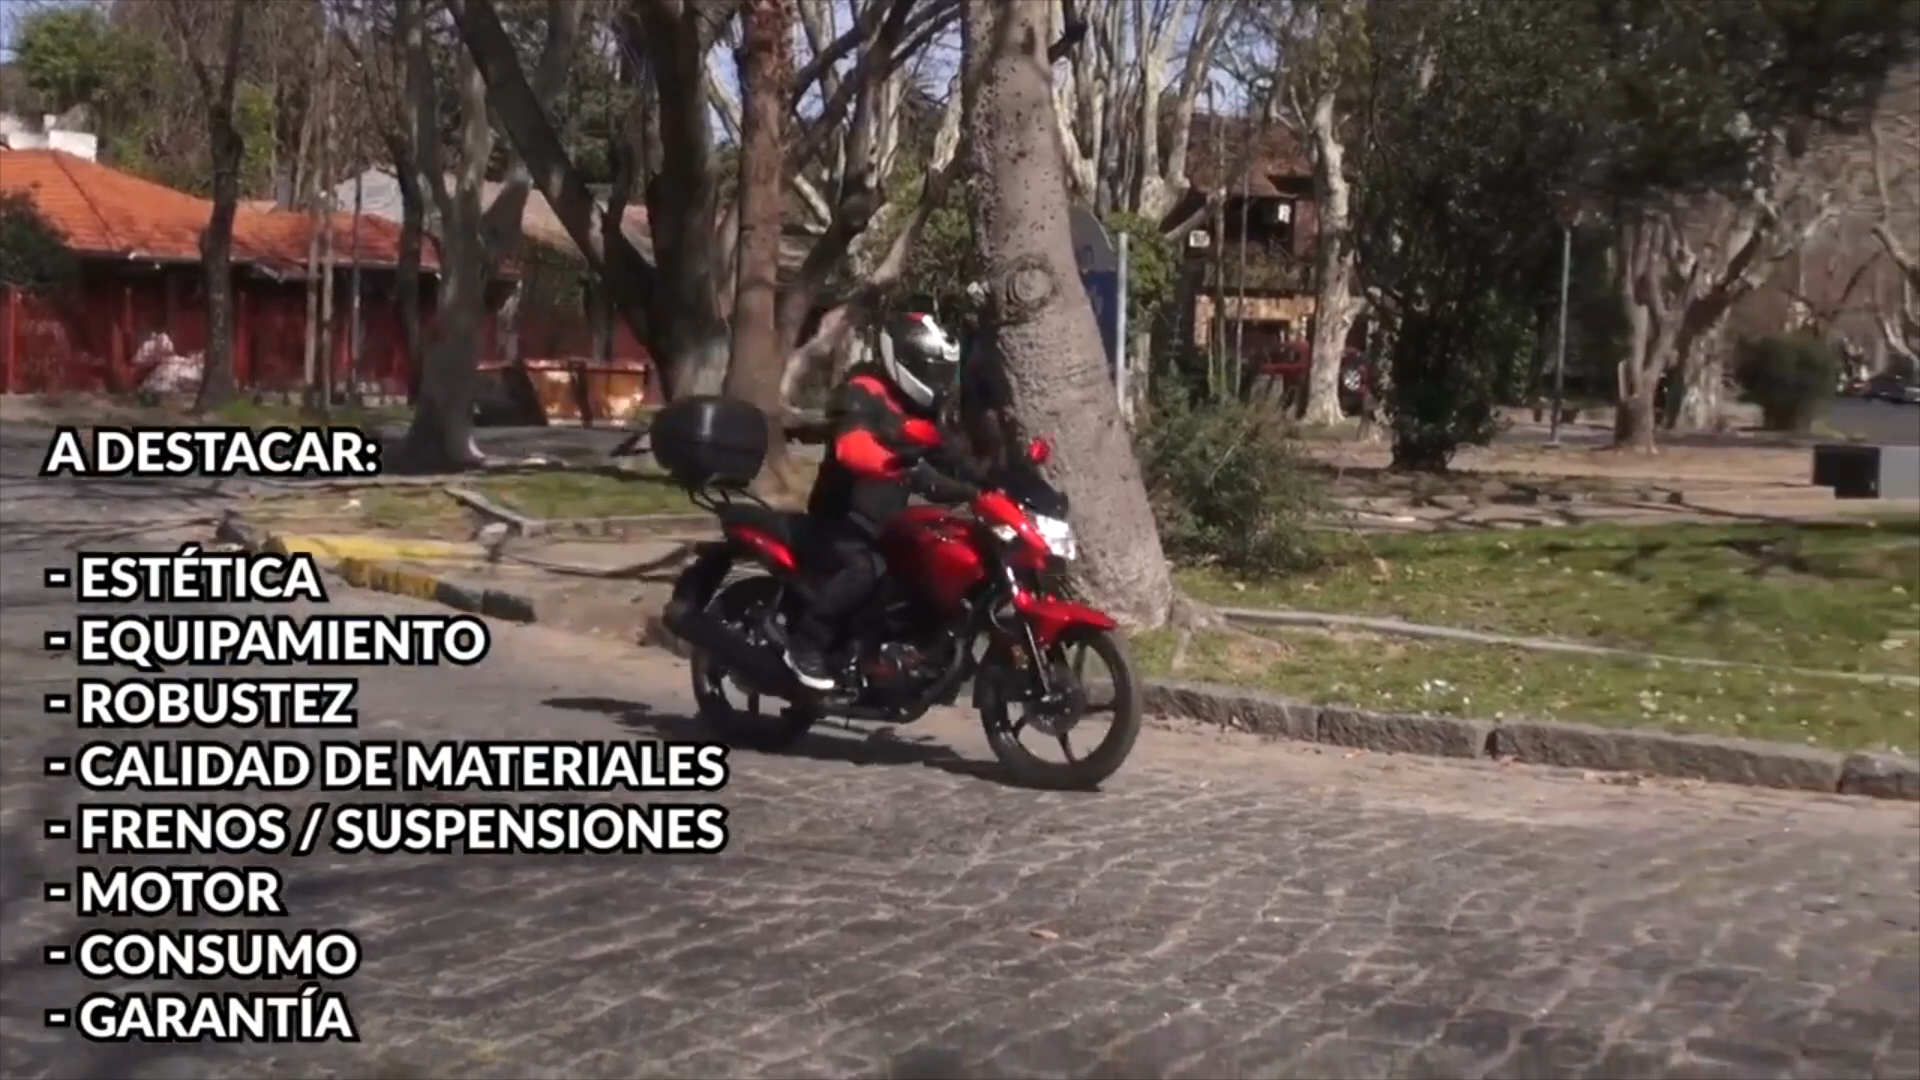 A DESTACAR:
- ESTÉTICA
- EQUIPAMIENTO
- ROBUSTEZ
- CALIDAD DE MATERIALES
- FRENOS / SUSPENSIONES
- MOTOR
- CONSUMO
- GARANTÍA